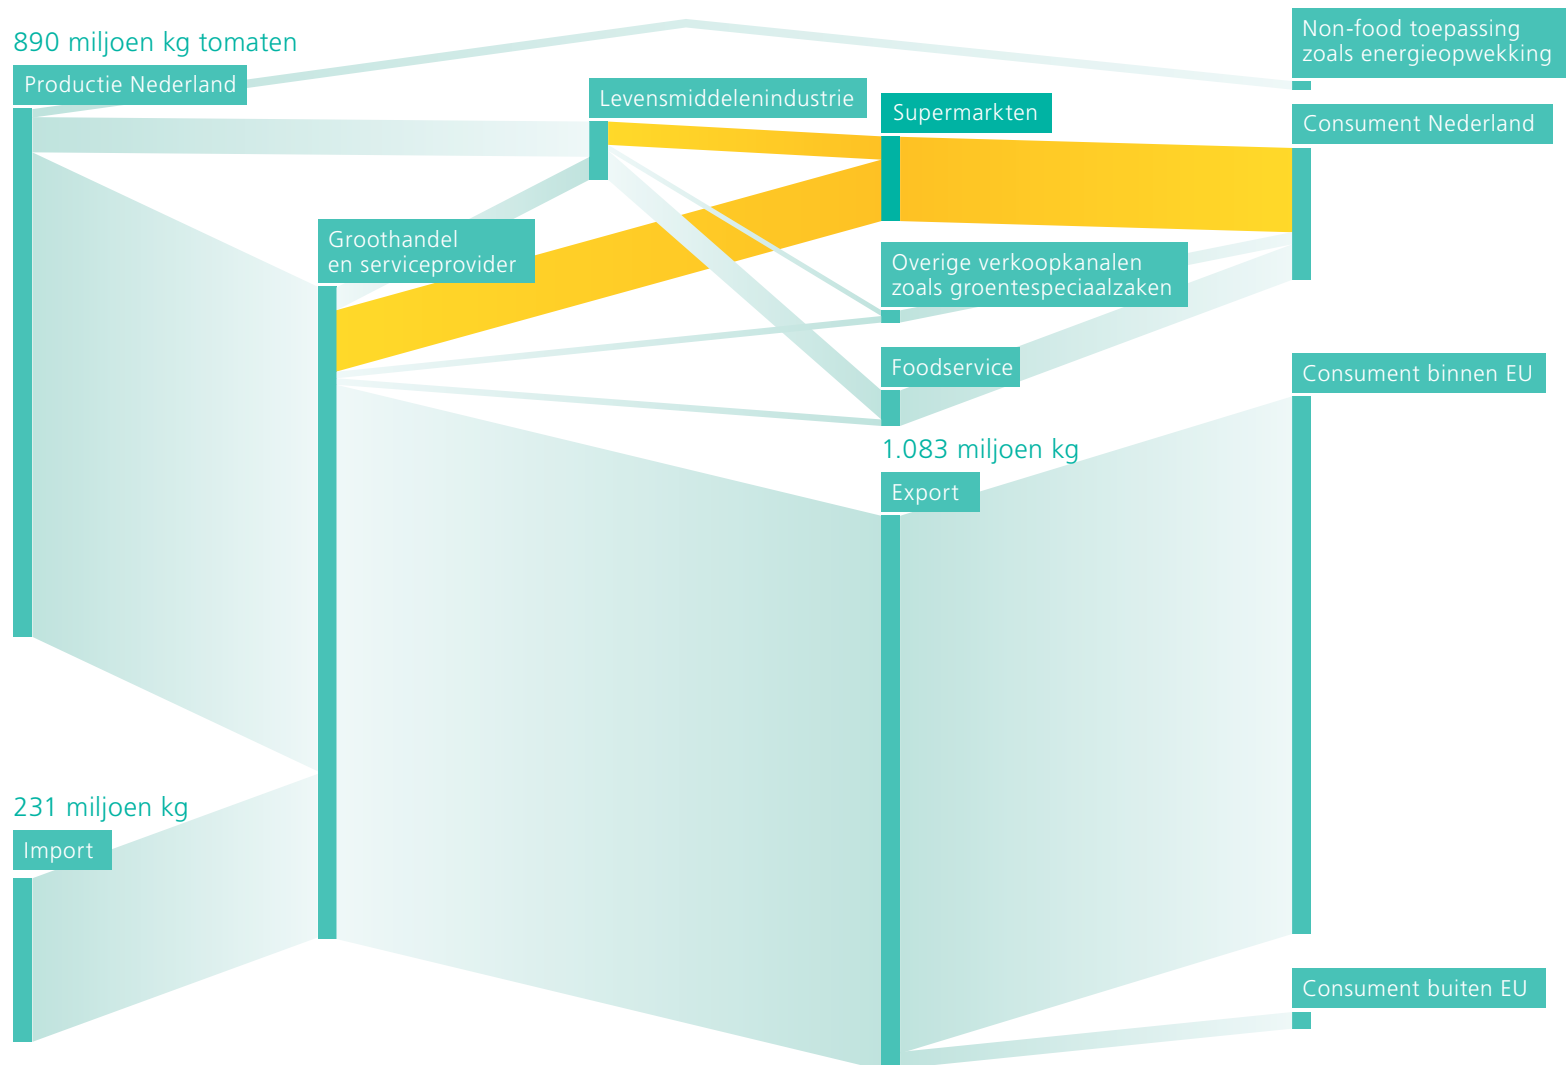 890 miljoen kg tomaten
Productie Nederland
Levensmiddelenindustrie
Supermarkten
Non-food toepassing
zoals energieopwekking
Consument Nederland
Groothandel
en serviceprovider
Overige verkoopkanalen
zoals groentespeciaalzaken
Foodservice
Consument binnen EU
1.083 miljoen kg
Export
231 miljoen kg
Import
Consument buiten EU